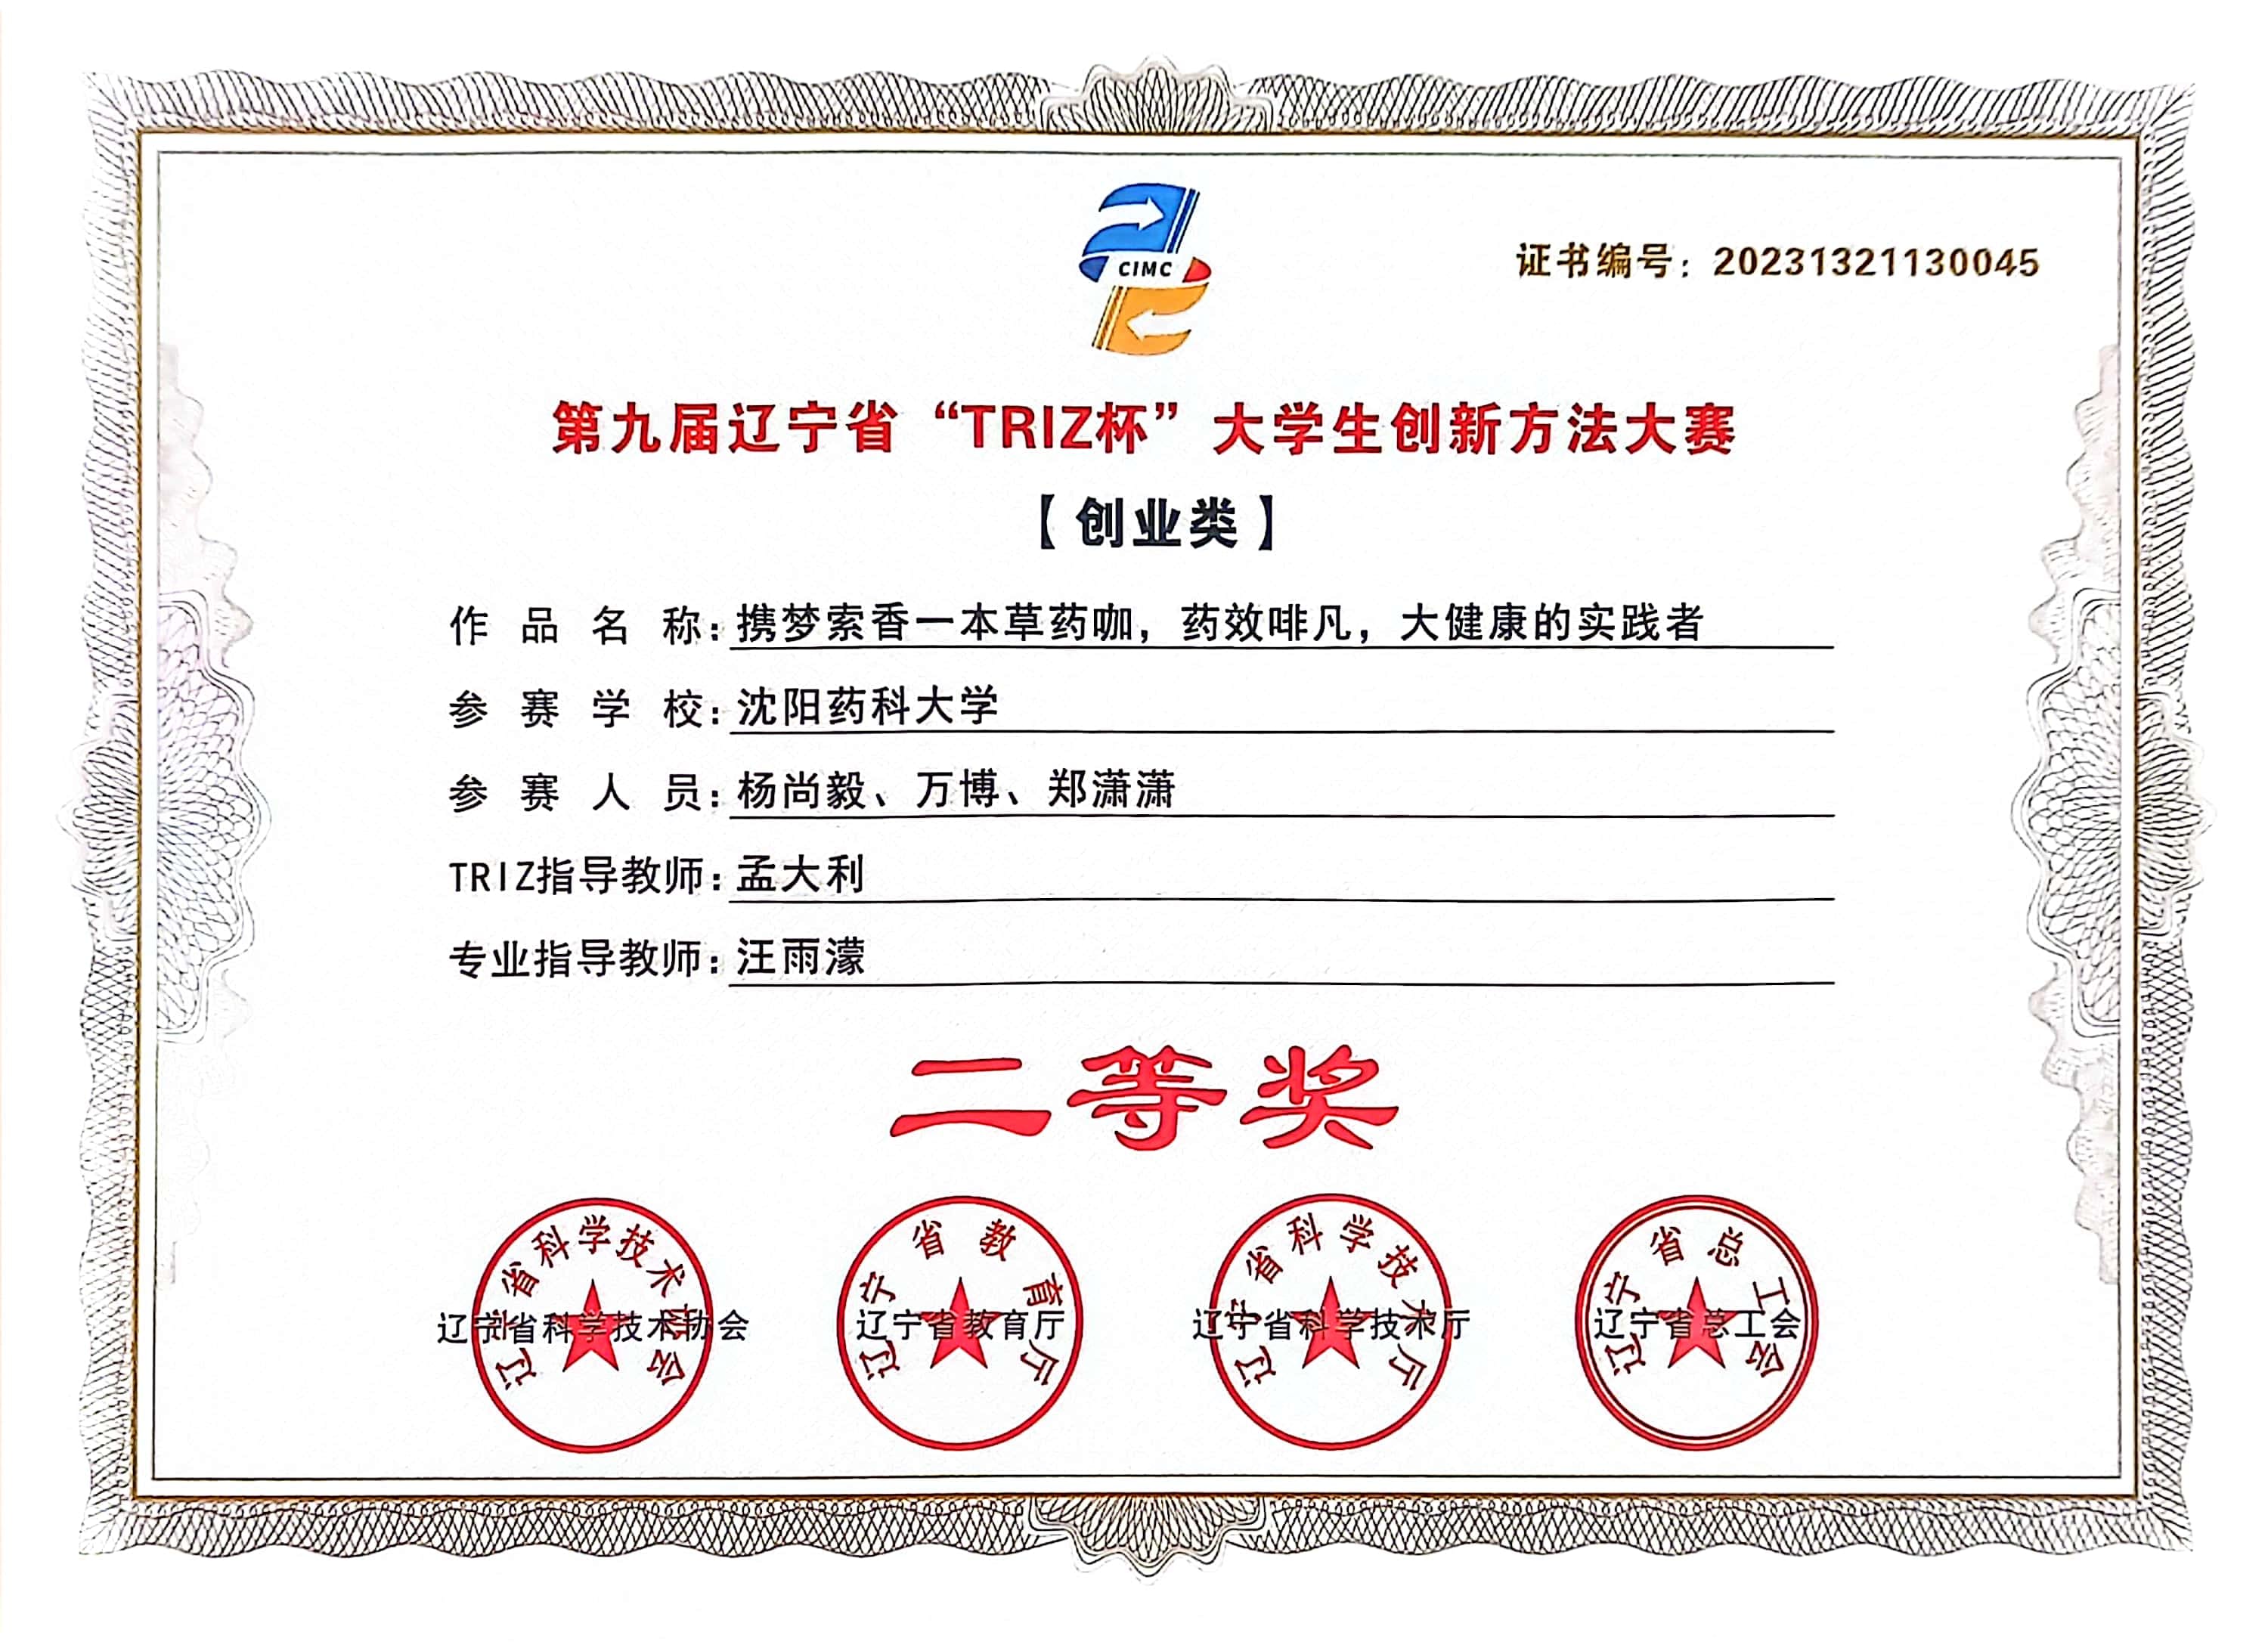 CIMC
证书编号：20231321130045
第九届辽宁省“TRIZ杯”大学生创新方法大赛
【创业类】
作品名称：携梦索香一本草药咖，药效啡凡，大健康的实践者
参赛学校：沈阳药科大学
参赛人员：杨尚毅、万博、郑潇潇
TRIZ指导教师：孟大利
专业指导教师：汪雨濛
二等奖
辽宁省科学技术协会
辽宁省教育厅
辽宁省科学技术厅
辽宁省总工会
辽宁省科学技术协会
辽宁省教育厅
辽宁省科学技术厅
辽宁省总工会